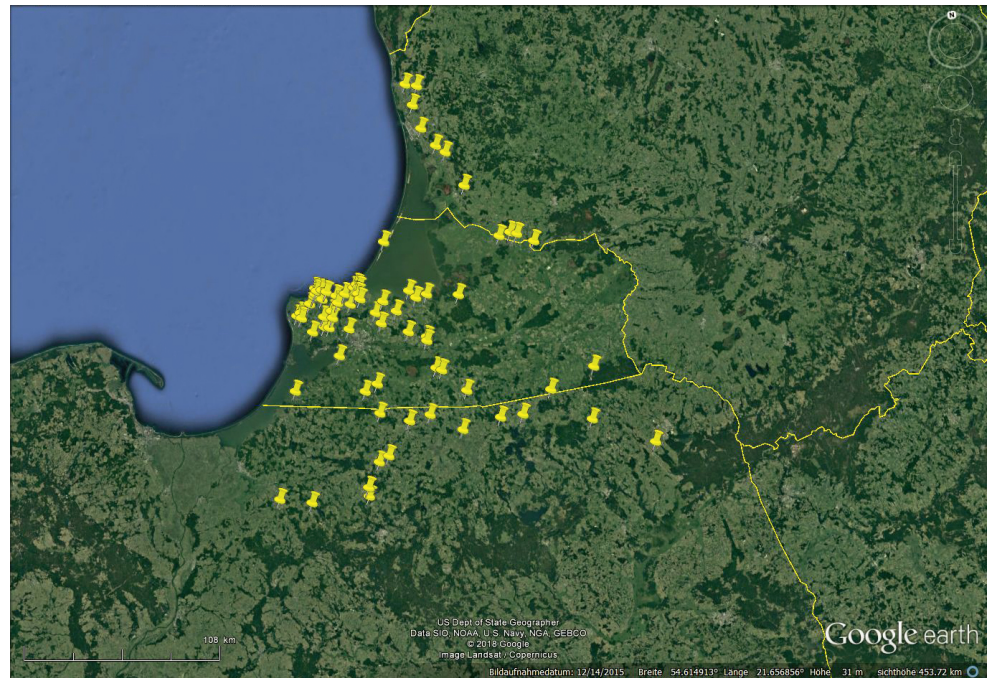 N
US Dept of State Geographer
Data SIO, NOAA, U.S. Navy, NGA, GEBCO
© 2018 Google
Image Landsat / Copernicus
Google earth
108 km
Bildaufnahmedatum: 12/14/2015 Breite 54.614913° Länge 21.656856° Höhe 31 m sichthöhe 453.72 km